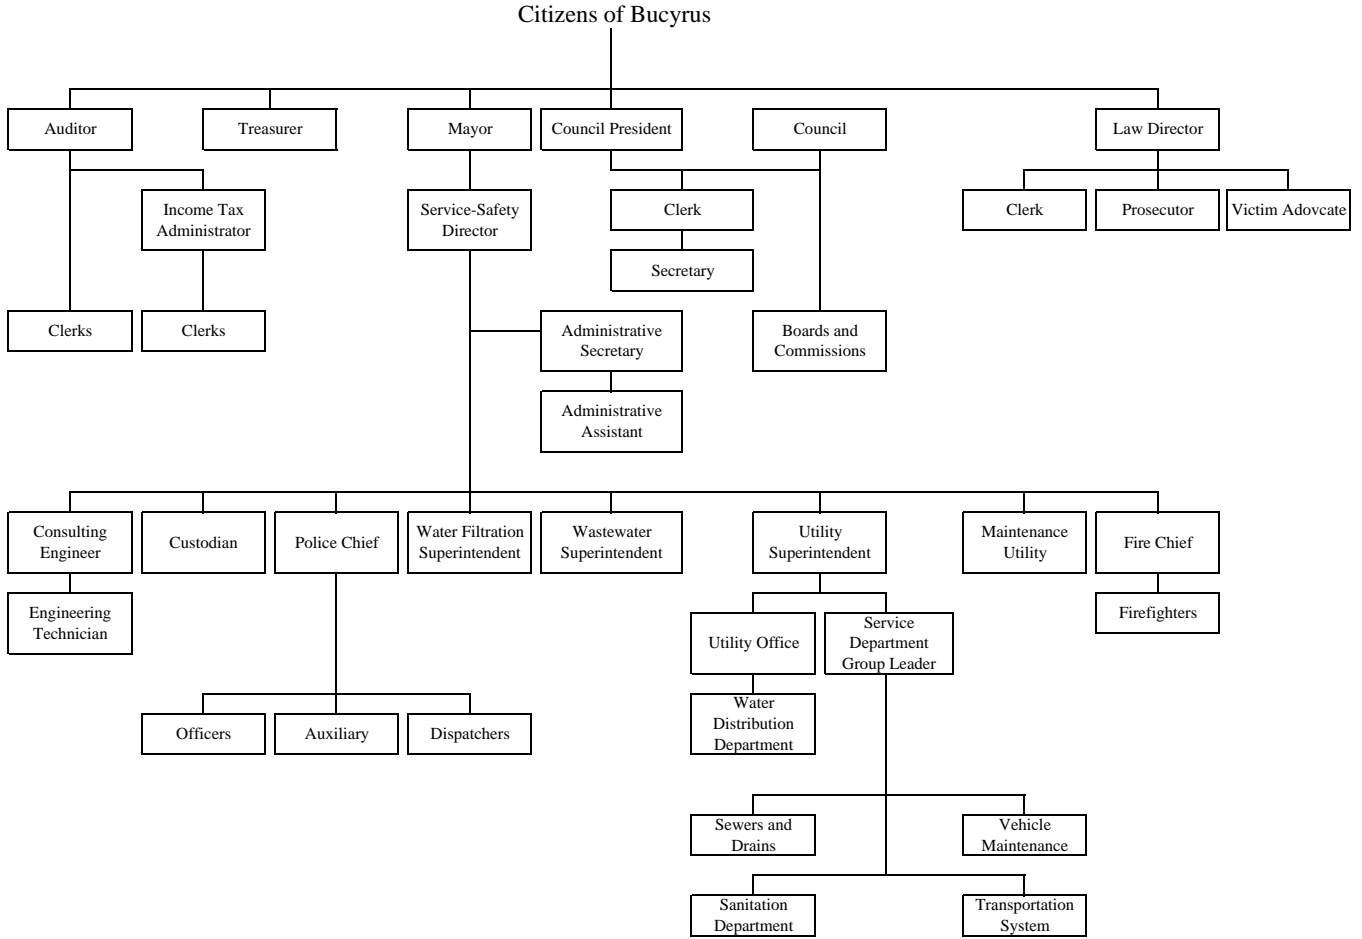 Citizens of Bucyrus
Auditor
Treasurer
Mayor
Council President
Council
Law Director
Income Tax
Administrator
Service-Safety
Director
Clerk
Clerk
Prosecutor
Victim Adovcate
Secretary
Clerks
Clerks
Administrative
Secretary
Boards and
Commissions
Administrative
Assistant
Consulting
Engineer
Custodian
Police Chief
Water Filtration
Superintendent
Wastewater
Superintendent
Utility
Superintendent
Maintenance
Utility
Fire Chief
Engineering
Technician
Utility Office
Service
Department
Group Leader
Firefighters
Officers
Auxiliary
Dispatchers
Water
Distribution
Department
Sewers and
Drains
Vehicle
Maintenance
Sanitation
Department
Transportation
System